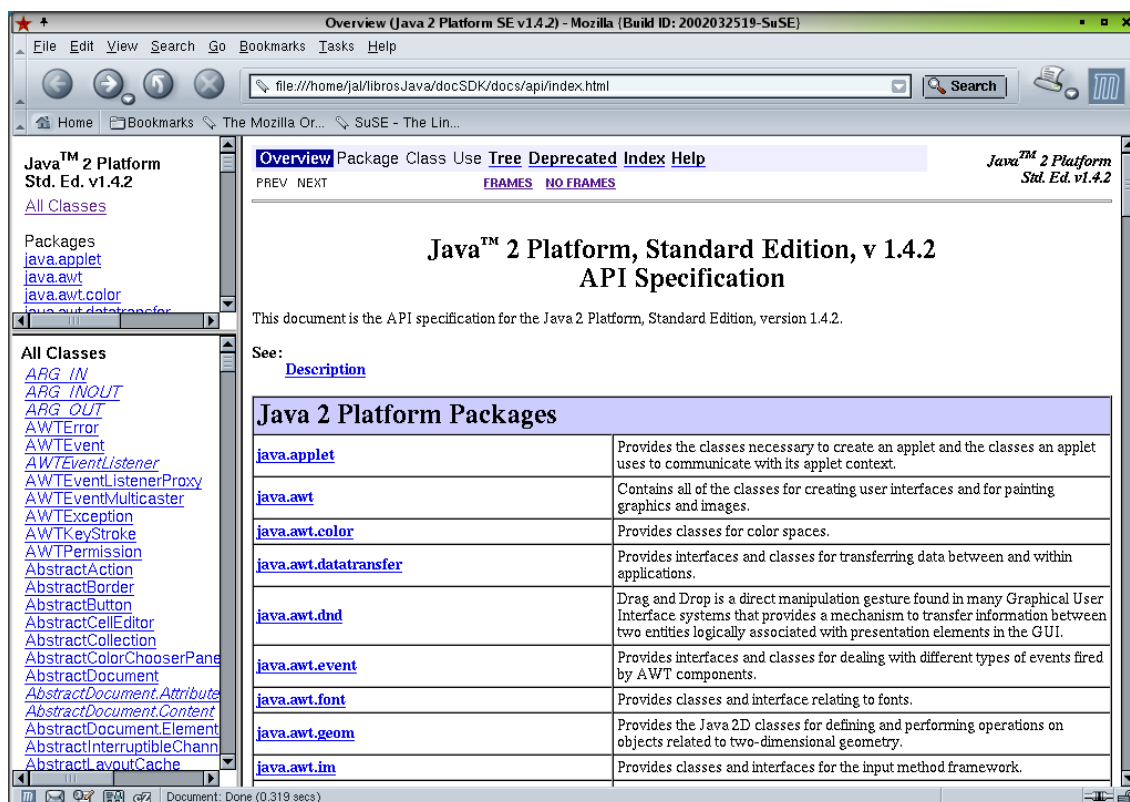 Overview (Java 2 Platform SE v1.4.2) - Mozilla {Build ID: 2002032519-SuSE}
File Edit View Search Go Bookmarks Tasks Help
file:///home/jal/librosJava/docSDK/docs/api/index.html
Search
Home Bookmarks The Mozilla Or... SuSE - The Lin...
Java™ 2 Platform
Std. Ed. v1.4.2
All Classes
Packages
java.applet
java.awt
java.awt.color
java.awt.datatransfer
All Classes
ARG_IN
ARG_INOUT
ARG_OUT
AWTError
AWTEvent
AWTEventListener
AWTEventListenerProxy
AWTEventMulticaster
AWTException
AWTKeyStroke
AWTPermission
AbstractAction
AbstractBorder
AbstractButton
AbstractCellEditor
AbstractCollection
AbstractColorChooserPane
AbstractDocument
AbstractDocument.Attribute
AbstractDocument.Content
AbstractDocument.Element
AbstractInterruptibleChann
AbstractLayoutCache
Overview Package Class Use Tree Deprecated Index Help
PREV NEXT FRAMES NO FRAMES
Java™ 2 Platform
Std. Ed. v1.4.2
Java™ 2 Platform, Standard Edition, v 1.4.2
API Specification
This document is the API specification for the Java 2 Platform, Standard Edition, version 1.4.2.
See:
Description
Java 2 Platform Packages
java.applet
Provides the classes necessary to create an applet and the classes an applet
uses to communicate with its applet context.
java.awt
Contains all of the classes for creating user interfaces and for painting
graphics and images.
java.awt.color
Provides classes for color spaces.
java.awt.datatransfer
Provides interfaces and classes for transferring data between and within
applications.
java.awt.dnd
Drag and Drop is a direct manipulation gesture found in many Graphical User
Interface systems that provides a mechanism to transfer information between
two entities logically associated with presentation elements in the GUI.
java.awt.event
Provides interfaces and classes for dealing with different types of events fired
by AWT components.
java.awt.font
Provides classes and interface relating to fonts.
java.awt.geom
Provides the Java 2D classes for defining and performing operations on
objects related to two-dimensional geometry.
java.awt.im
Provides classes and interfaces for the input method framework.
Document: Done (0.319 secs)